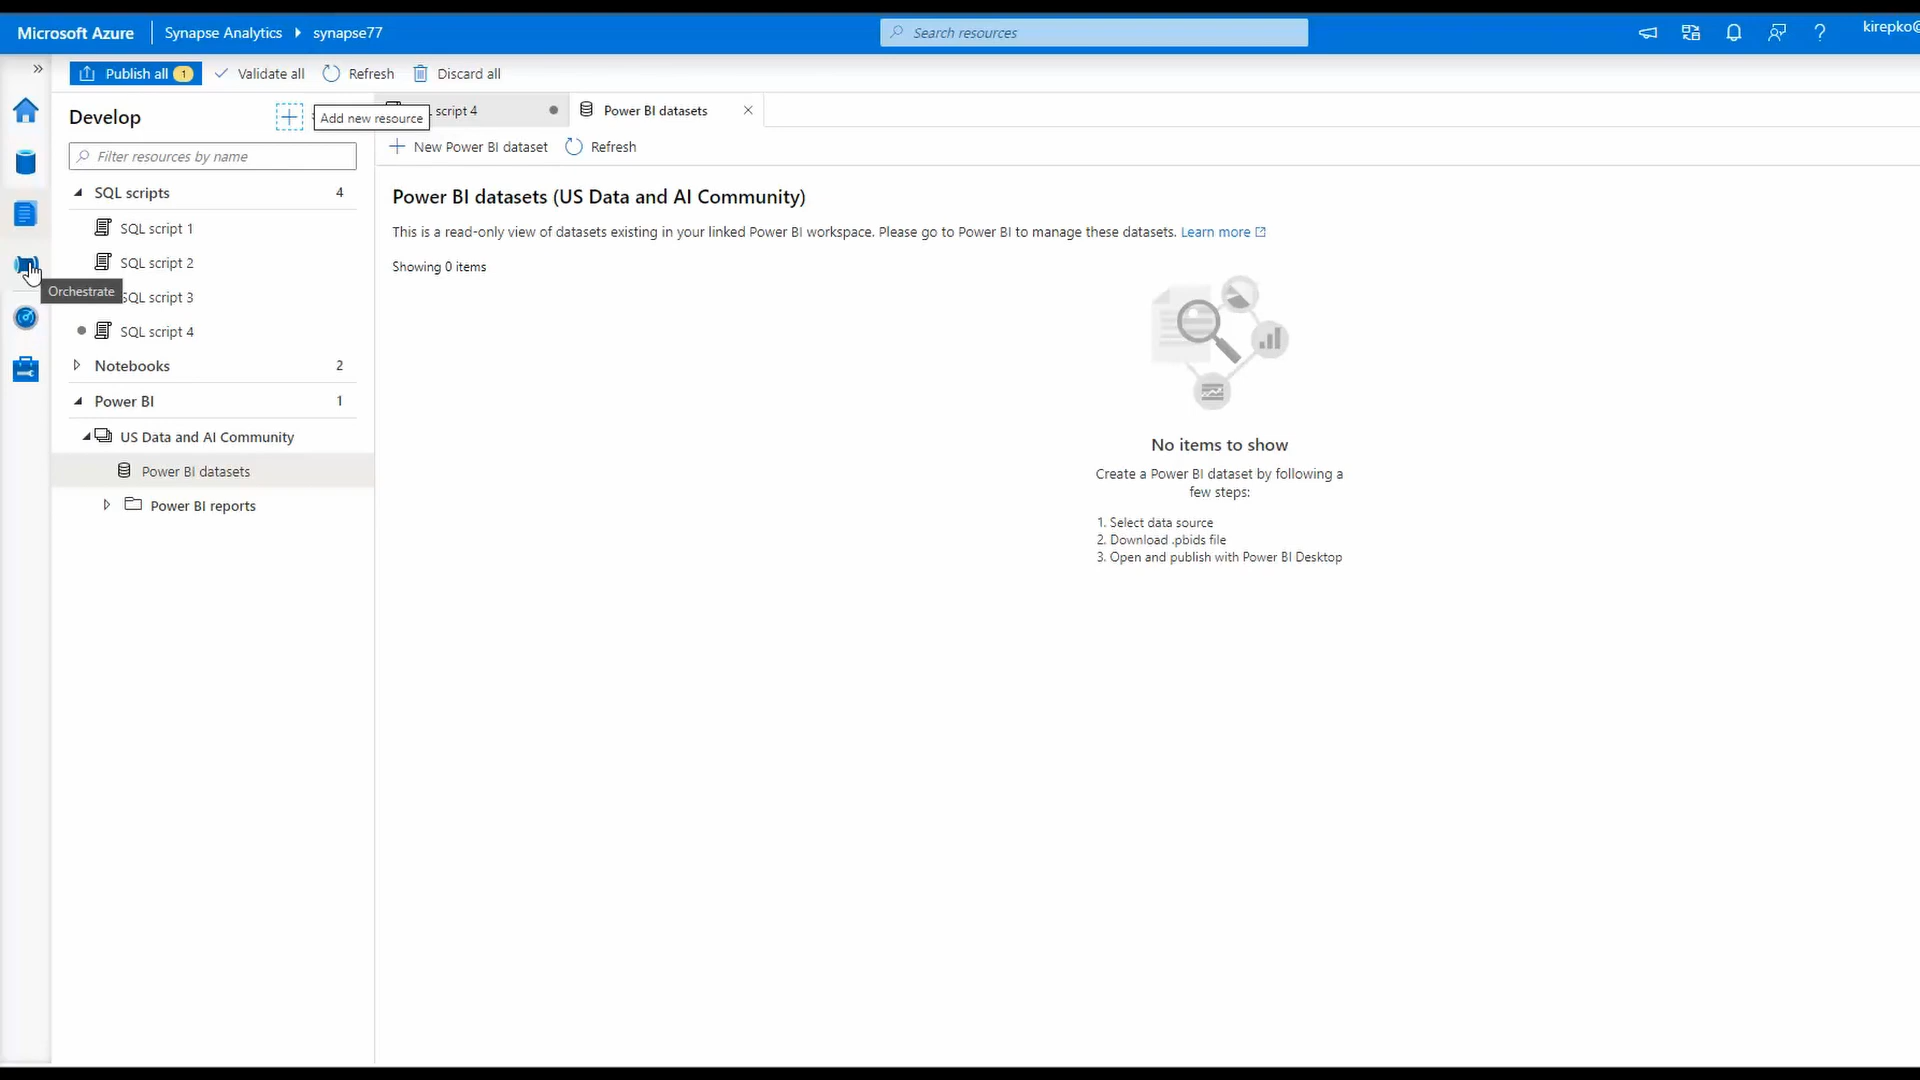 Microsoft Azure
Synapse Analytics
synapse77
Search resources
kirepko@
Publish all 1
Validate all
Refresh
Discard all
Develop
Add new resource
script 4
Power BI datasets
Filter resources by name
New Power BI dataset
Refresh
SQL scripts 4
SQL script 1
SQL script 2
SQL script 3
SQL script 4
Orchestrate
Notebooks 2
Power BI 1
US Data and AI Community
Power BI datasets
Power BI reports
Power BI datasets (US Data and AI Community)
This is a read-only view of datasets existing in your linked Power BI workspace. Please go to Power BI to manage these datasets. Learn more
Showing 0 items
No items to show
Create a Power BI dataset by following a
few steps:
1. Select data source
2. Download .pbids file
3. Open and publish with Power BI Desktop